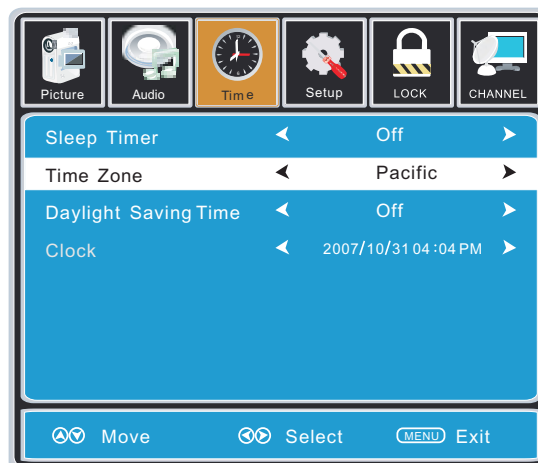 Picture Audio Time Setup LOCK CHANNEL
Sleep Timer Off
Time Zone Pacific
Daylight Saving Time Off
Clock 2007/10/31 04:04 PM
Move Select MENU Exit